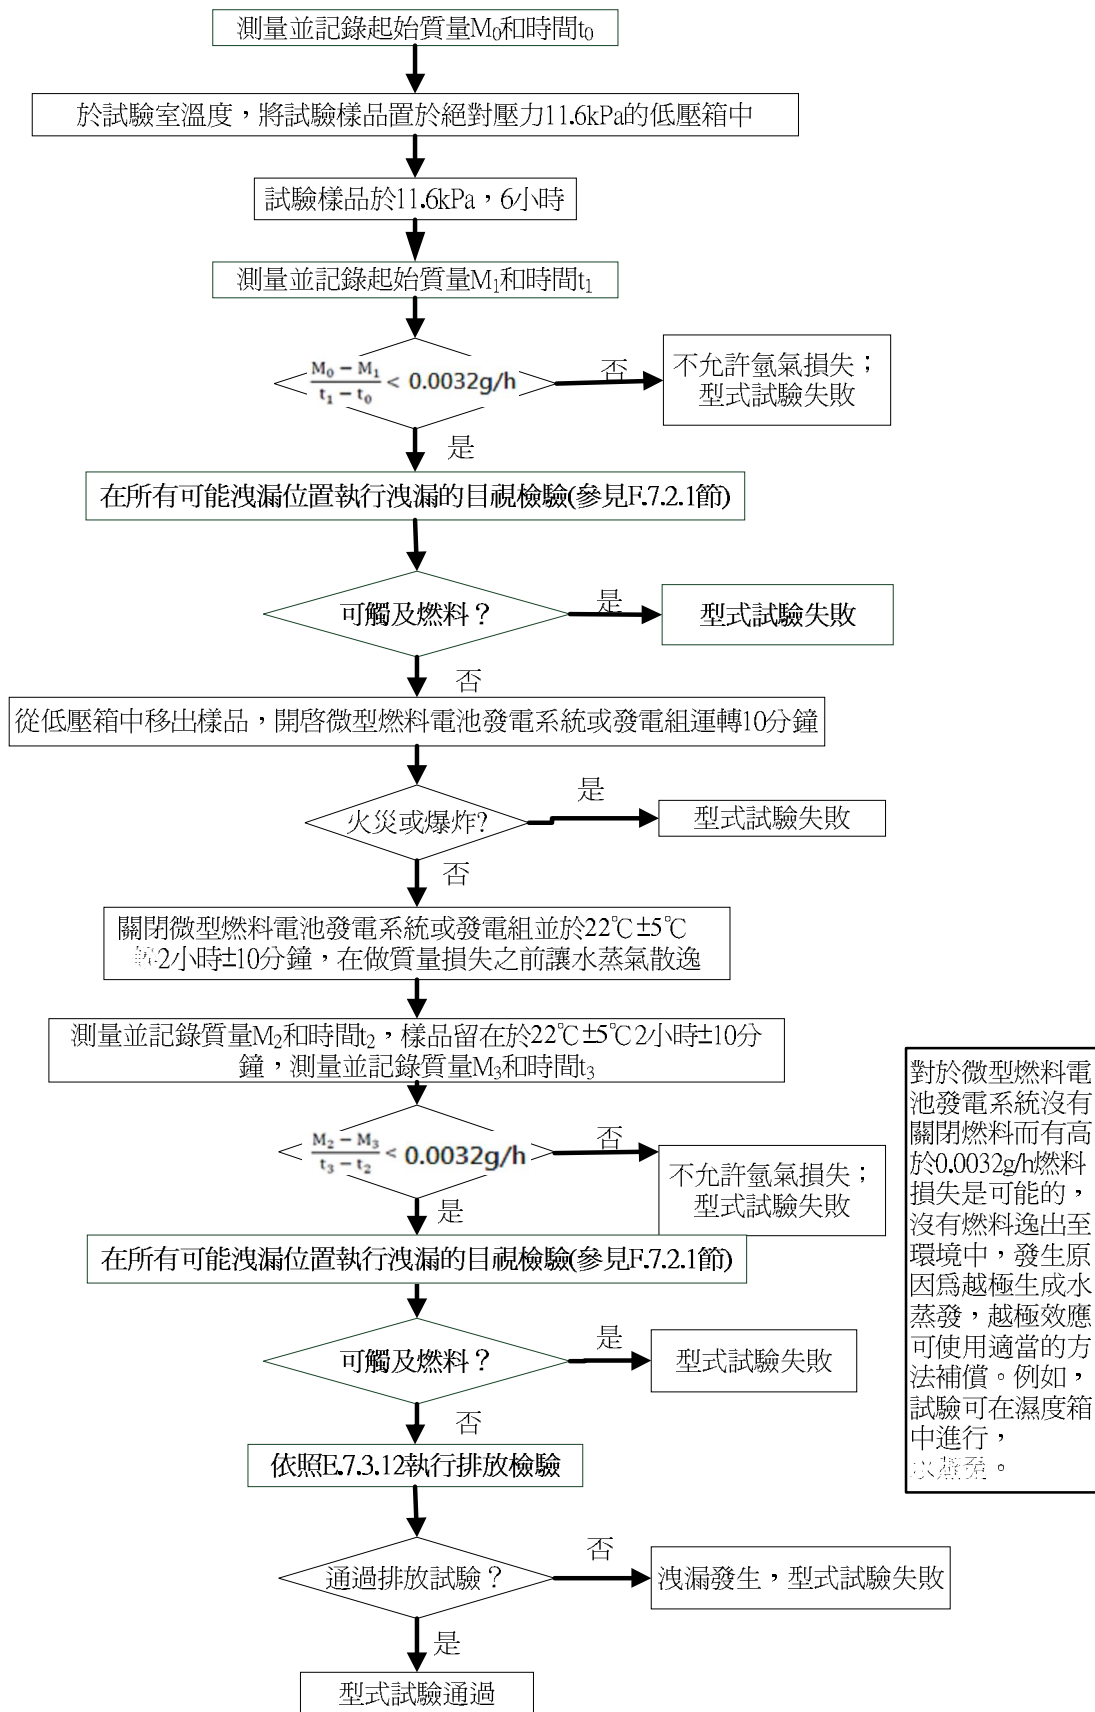 測量並記錄起始質量M₀和時間t₀
於試驗室溫度，將試驗樣品置於絕對壓力11.6kPa的低壓箱中
試驗樣品於11.6kPa，6小時
測量並記錄起始質量M₁和時間t₁
(M₀ − M₁)/(t₁ − t₀) < 0.0032g/h
否
不允許氫氣損失；
型式試驗失敗
是
在所有可能洩漏位置執行洩漏的目視檢驗(參見F.7.2.1節)
可觸及燃料？
是
型式試驗失敗
否
從低壓箱中移出樣品，開啓微型燃料電池發電系統或發電組運轉10分鐘
火災或爆炸?
是
型式試驗失敗
否
關閉微型燃料電池發電系統或發電組並於22℃±5℃
2小時±10分鐘，在做質量損失之前讓水蒸氣散逸
測量並記錄質量M₂和時間t₂，樣品留在於22℃±5℃2小時±10分
鐘，測量並記錄質量M₃和時間t₃
(M₂ − M₃)/(t₃ − t₂) < 0.0032g/h
否
不允許氫氣損失；
型式試驗失敗
是
在所有可能洩漏位置執行洩漏的目視檢驗(參見F.7.2.1節)
可觸及燃料？
是
型式試驗失敗
否
依照E.7.3.12執行排放檢驗
通過排放試驗？
否
洩漏發生，型式試驗失敗
是
型式試驗通過
對於微型燃料電
池發電系統沒有
關閉燃料而有高
於0.0032g/h燃料
損失是可能的，
沒有燃料逸出至
環境中，發生原
因爲越極生成水
蒸發，越極效應
可使用適當的方
法補償。例如，
試驗可在濕度箱
中進行，
。